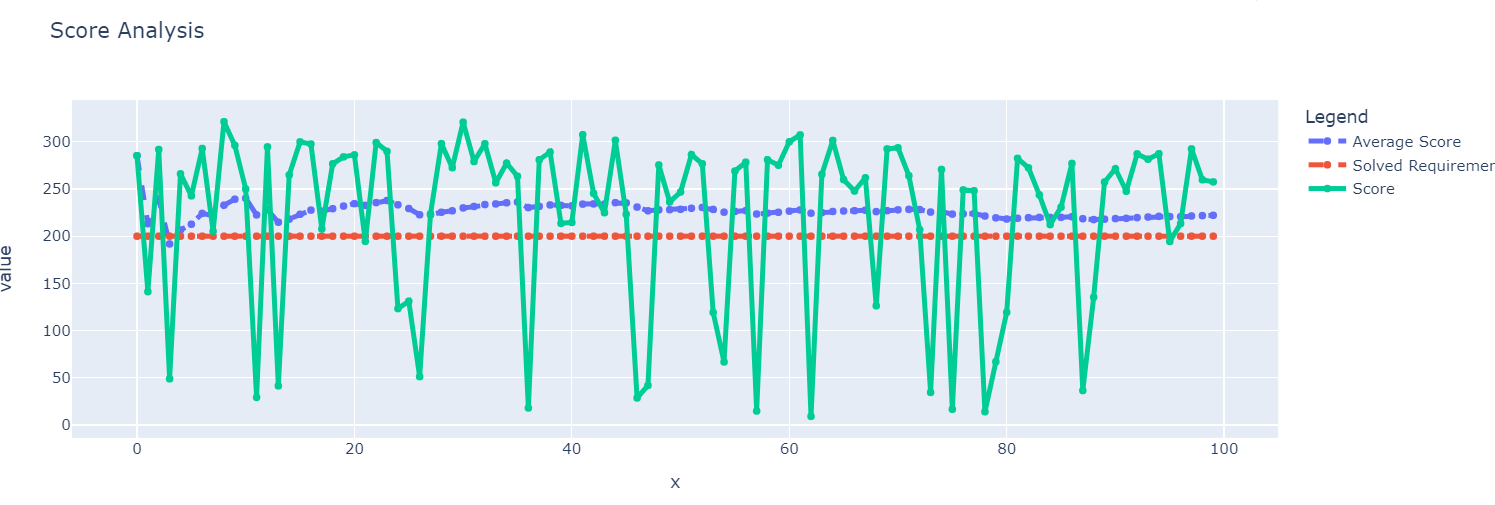 Score Analysis
Legend
Average Score
Solved Requiremer
Score
value
300
250
200
150
100
50
0
0 20 40 60 80 100
x